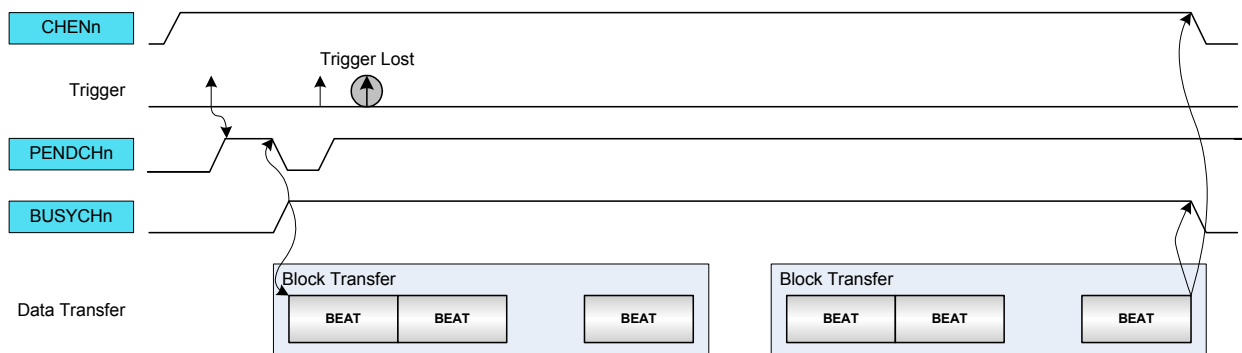 CHENn
Trigger Lost
Trigger
PENDCHn
BUSYCHn
Block Transfer
Block Transfer
Data Transfer
BEAT
BEAT
BEAT
BEAT
BEAT
BEAT